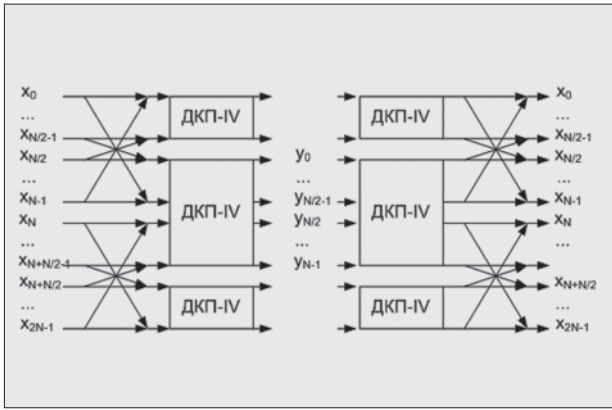 x0
...
xN/2-1
xN/2
...
xN-1
xN
...
xN+N/2-1
xN+N/2
...
x2N-1
ДКП-IV
ДКП-IV
ДКП-IV
y0
...
yN/2-1
yN/2
...
yN-1
ДКП-IV
ДКП-IV
ДКП-IV
x0
...
xN/2-1
xN/2
...
xN-1
xN
...
xN+N/2
...
x2N-1